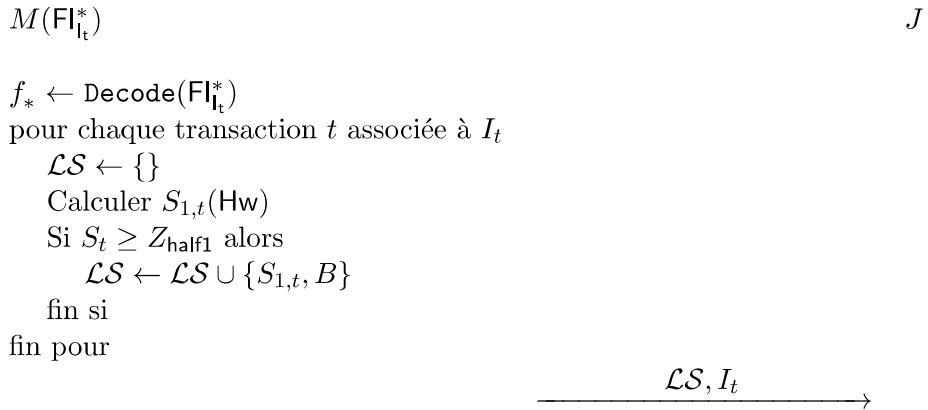 M(FI*_{I_t}) J
f_* ← Decode(FI*_{I_t})
pour chaque transaction t associée à I_t
LS ← {}
Calculer S_{1,t}(Hw)
Si S_t ≥ Z_{half1} alors
LS ← LS ∪ {S_{1,t}, B}
fin si
fin pour
LS, I_t